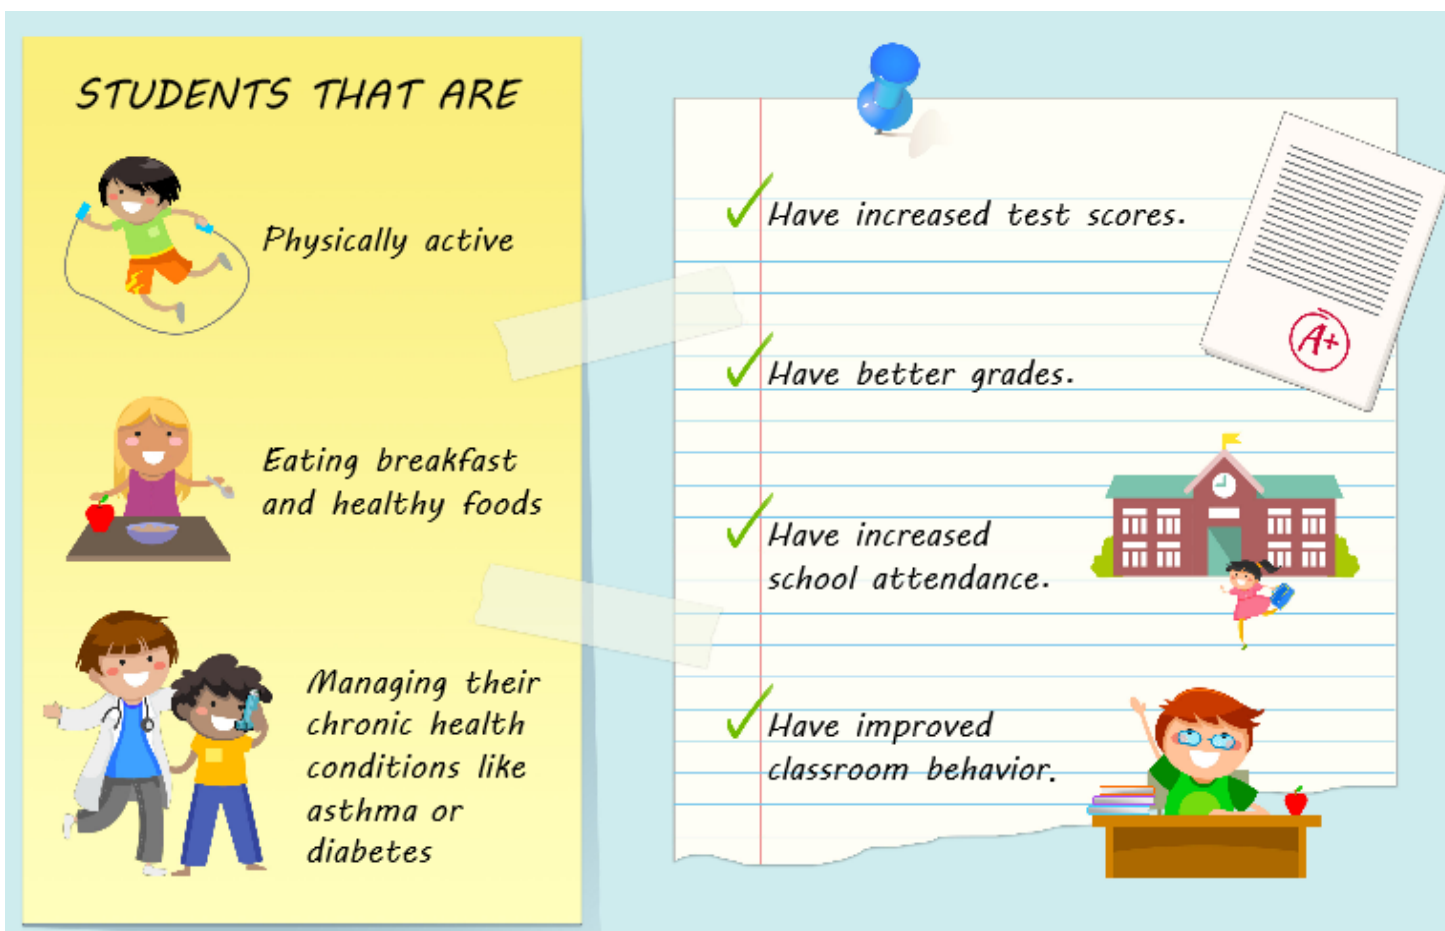 STUDENTS THAT ARE
Physically active
Eating breakfast
and healthy foods
Managing their
chronic health
conditions like
asthma or
diabetes
Have increased test scores.
A+
Have better grades.
Have increased
school attendance.
Have improved
classroom behavior.